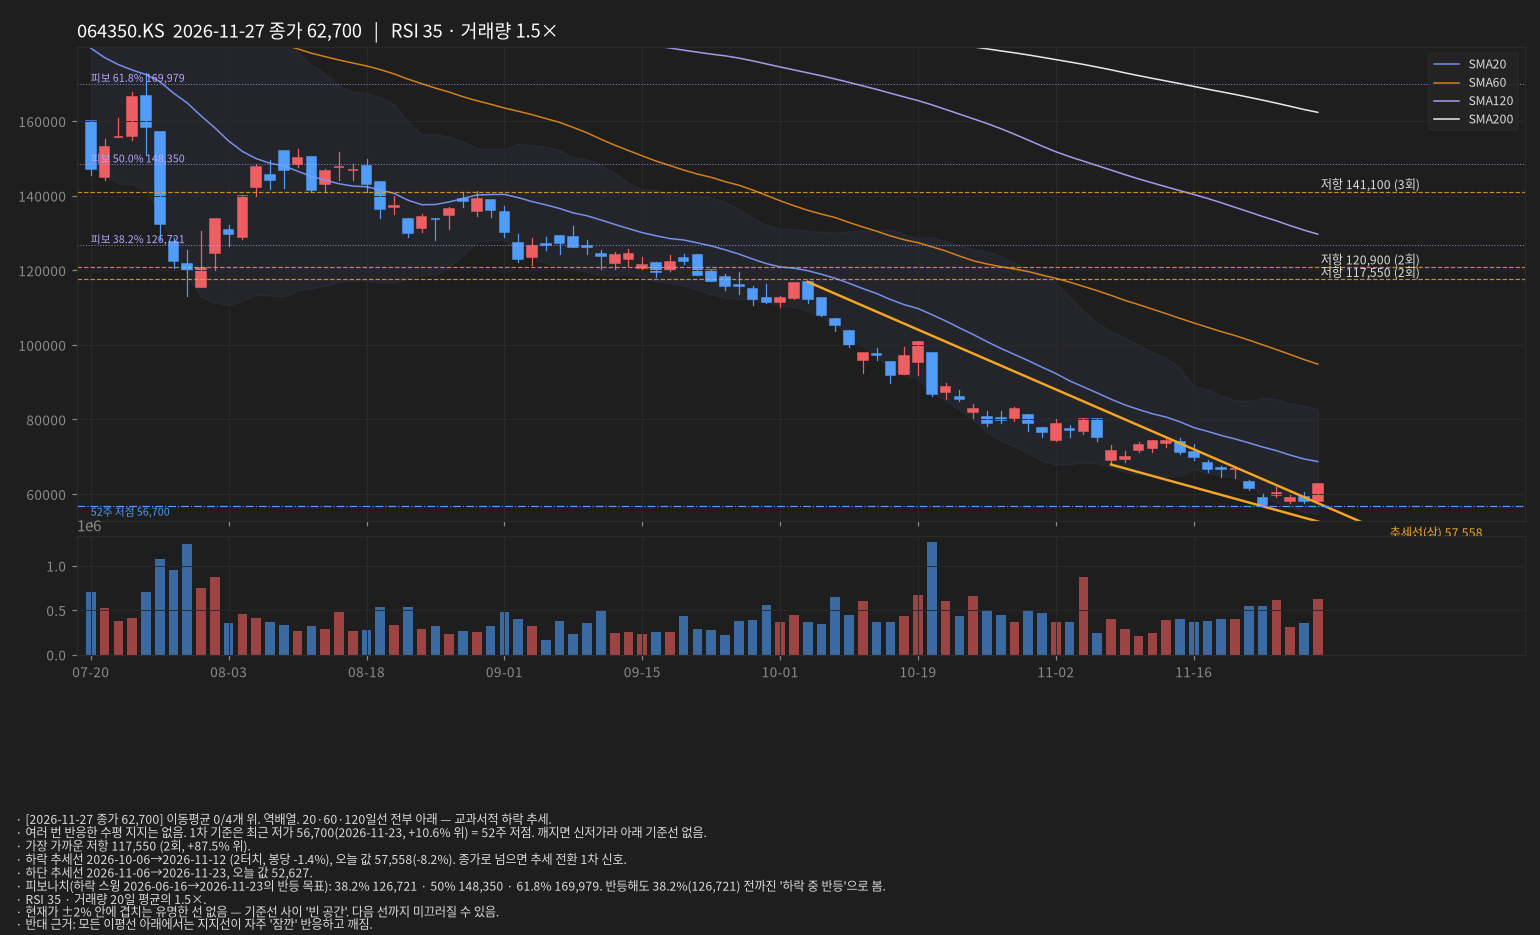 064350.KS 2026-11-27 종가 62,700 | RSI 35 · 거래량 1.5×
SMA20
SMA60
SMA120
SMA200
피보 61.8% 169,979
160000
피보 50.0% 148,350
저항 141,100 (3회)
140000
피보 38.2% 126,721
저항 120,900 (2회)
120000
저항 117,550 (2회)
100000
80000
60000
52주 저점 56,700
추세선(상) 57,558
1e6
1.0
0.5
0.0
07-20 08-03 08-18 09-01 09-15 10-01 10-19 11-02 11-16
· [2026-11-27 종가 62,700] 이동평균 0/4개 위. 역배열. 20·60·120일선 전부 아래 — 교과서적 하락 추세.
· 여러 번 반응한 수평 지지는 없음. 1차 기준은 최근 저가 56,700(2026-11-23, +10.6% 위) = 52주 저점. 깨지면 신저가라 아래 기준선 없음.
· 가장 가까운 저항 117,550 (2회, +87.5% 위).
· 하락 추세선 2026-10-06→2026-11-12 (2터치, 봉당 -1.4%), 오늘 값 57,558(-8.2%). 종가로 넘으면 추세 전환 1차 신호.
· 하단 추세선 2026-11-06→2026-11-23, 오늘 값 52,627.
· 피보나치(하락 스윙 2026-06-16→2026-11-23의 반등 목표): 38.2% 126,721 · 50% 148,350 · 61.8% 169,979. 반등해도 38.2%(126,721) 전까진 '하락 중 반등'으로 봄.
· RSI 35 · 거래량 20일 평균의 1.5×.
· 현재가 ±2% 안에 겹치는 유명한 선 없음 — 기준선 사이 '빈 공간'. 다음 선까지 미끄러질 수 있음.
· 반대 근거: 모든 이평선 아래에서는 지지선이 자주 '잠깐' 반응하고 깨짐.